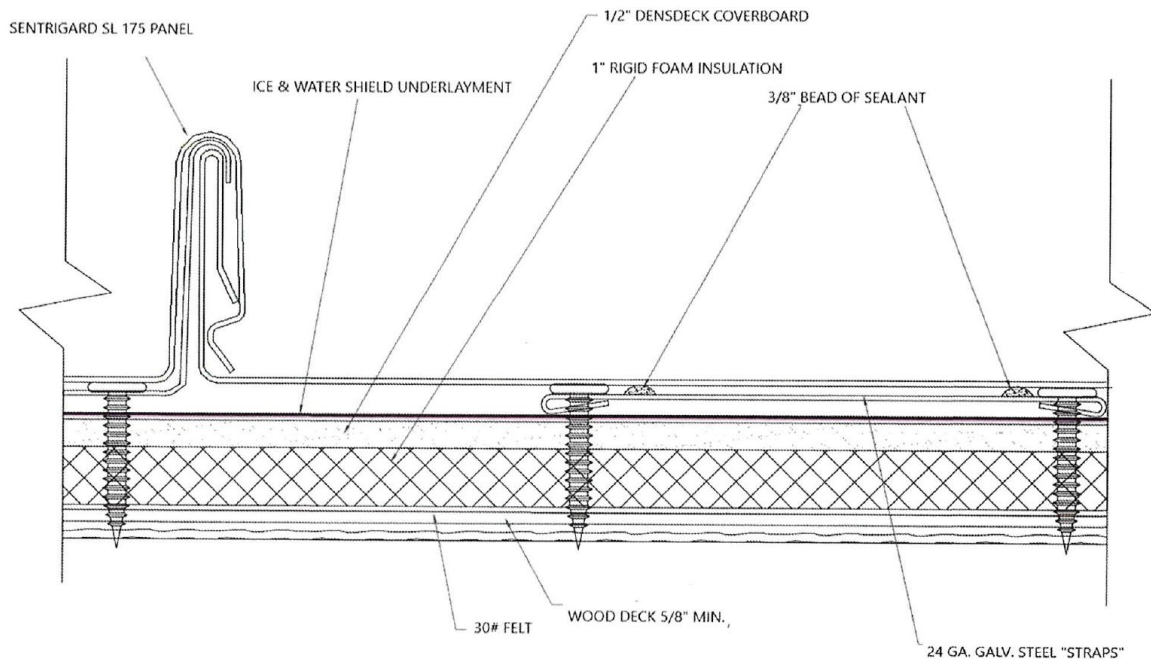 1/2" DENSDECK COVERBOARD
SENTRIGARD SL 175 PANEL
1" RIGID FOAM INSULATION
ICE & WATER SHIELD UNDERLAYMENT
3/8" BEAD OF SEALANT
WOOD DECK 5/8" MIN.,
30# FELT
24 GA. GALV. STEEL "STRAPS"